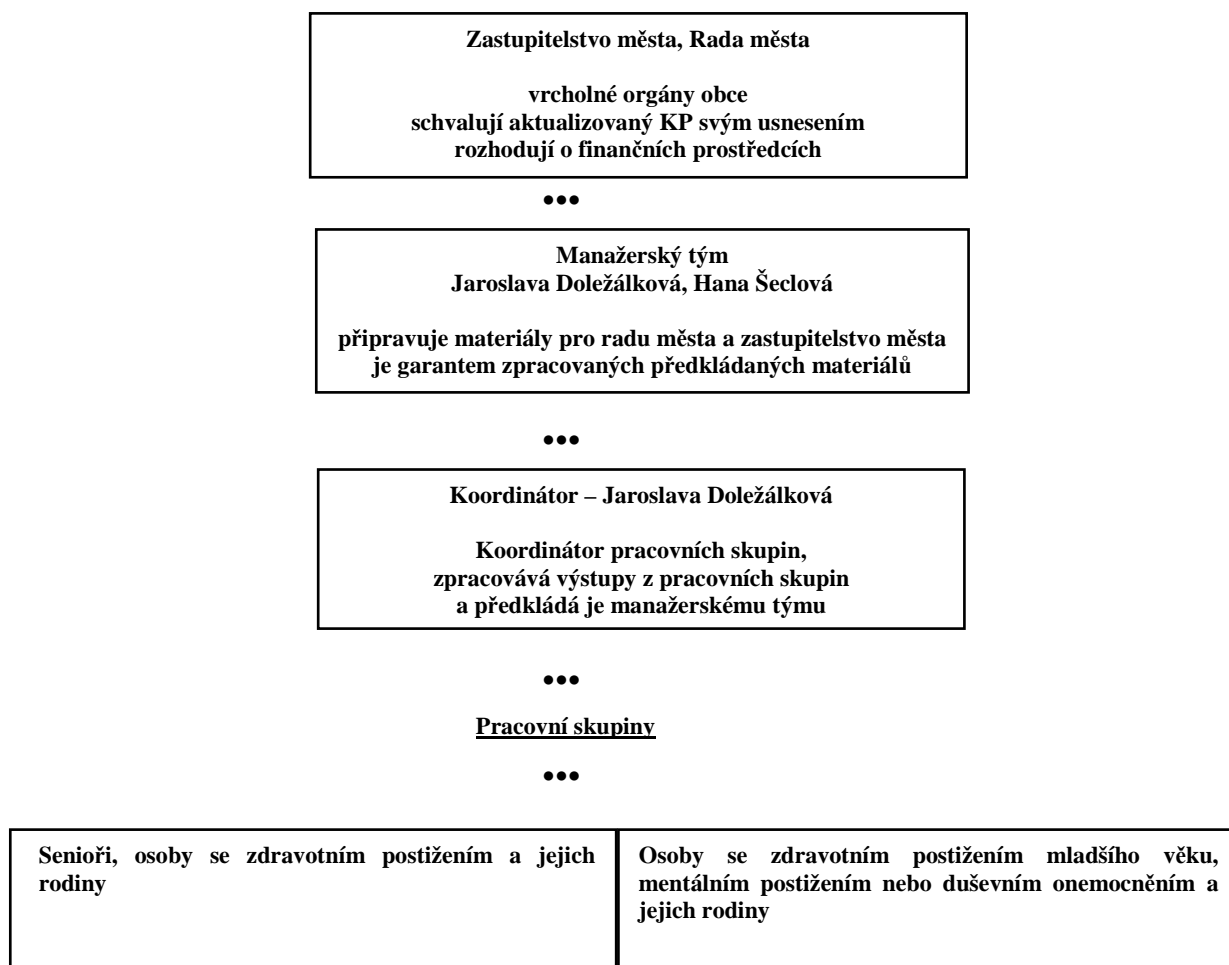 Zastupitelstvo města, Rada města
vrcholné orgány obce
schvalují aktualizovaný KP svým usnesením
rozhodují o finančních prostředcích
•••
Manažerský tým
Jaroslava Doležálková, Hana Šeclová
připravuje materiály pro radu města a zastupitelstvo města
je garantem zpracovaných předkládaných materiálů
•••
Koordinátor – Jaroslava Doležálková
Koordinátor pracovních skupin,
zpracovává výstupy z pracovních skupin
a předkládá je manažerskému týmu
•••
Pracovní skupiny
•••
Senioři, osoby se zdravotním postižením a jejich
rodiny
Osoby se zdravotním postižením mladšího věku,
mentálním postižením nebo duševním onemocněním a
jejich rodiny